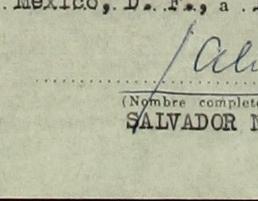 México, D. F., a
(Nombre complet
SALVADOR